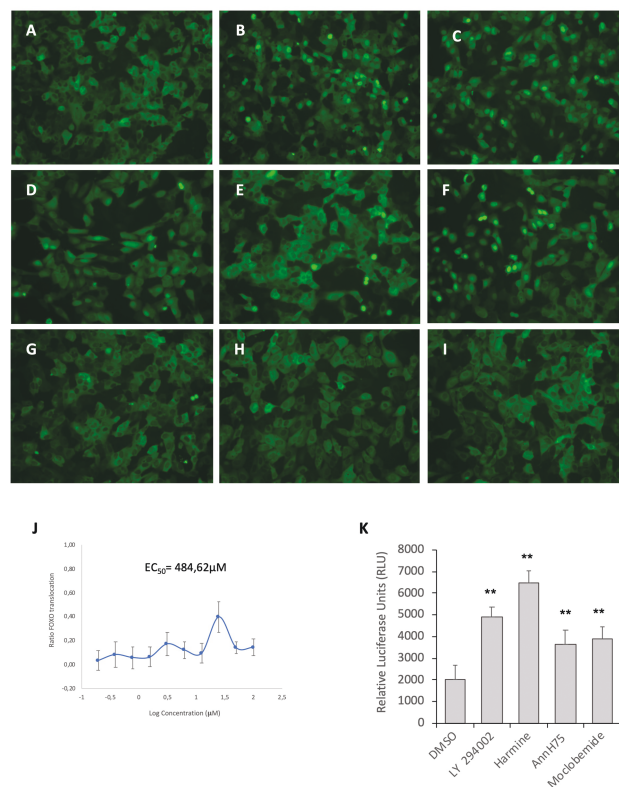 A
B
C
D
E
F
G
H
I
J
K
EC50= 484,62μM
Ratio FOXO translocation
1,00
0,80
0,60
0,40
0,20
0,00
-0,20
-1
-0,5
0
0,5
1
1,5
2
2,5
Log Concentration (μM)
Relative Luciferase Units (RLU)
8000
7000
6000
5000
4000
3000
2000
1000
0
**
**
**
**
DMSO
LY 294002
Harmine
AnnH75
Moclobemide